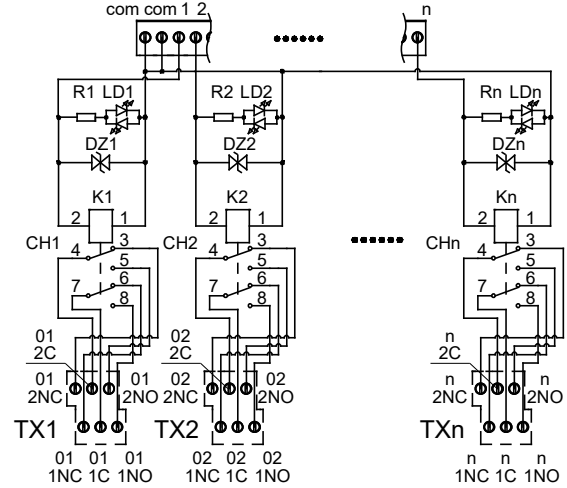 com com 1 2 n
R1 LD1 R2 LD2 Rn LDn
DZ1 DZ2 DZn
K1 K2 Kn
2 1 2 1 2 1
CH1 4 3 CH2 4 3 CHn 4 3
5 5 5
7 6 7 6 7 6
8 8 8
01 02 n
2C 2C 2C
01 01 02 02 n n
2NC 2NO 2NC 2NO 2NC 2NO
TX1 TX2 TXn
01 01 01 02 02 02 n n n
1NC 1C 1NO 1NC 1C 1NO 1NC 1C 1NO